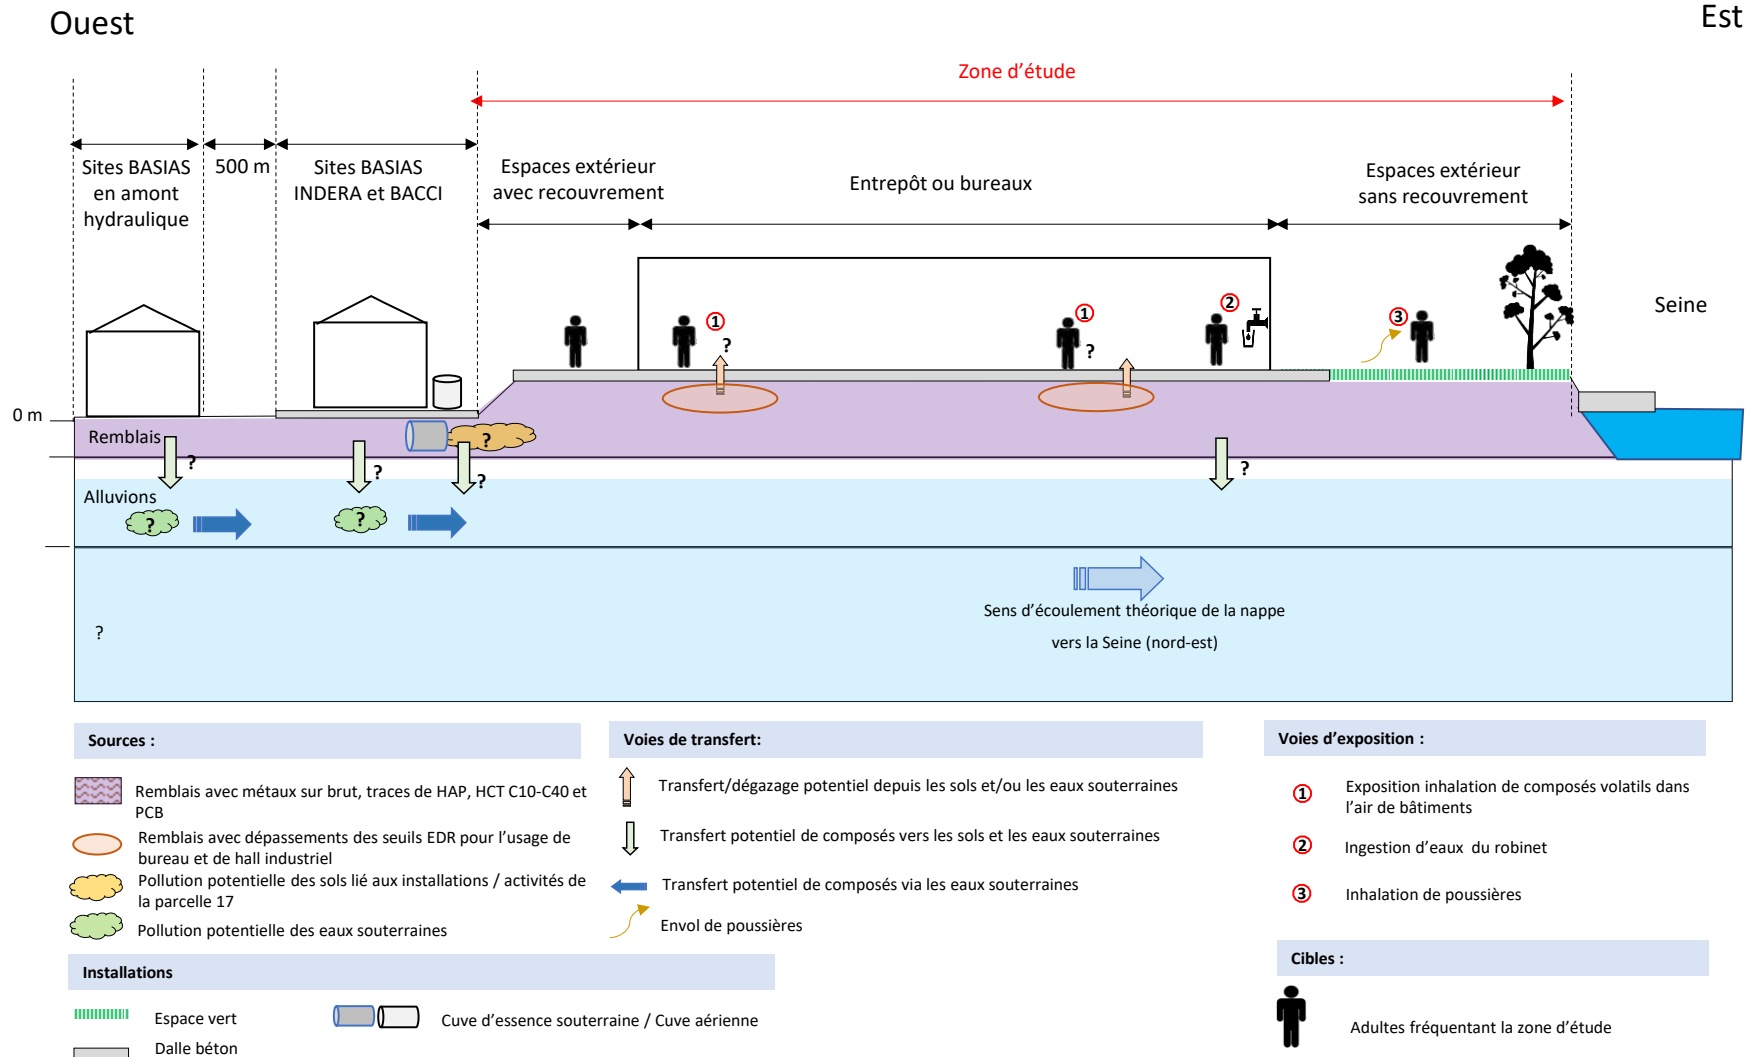 Ouest
Est
Zone d'étude
Sites BASIAS
en amont
hydraulique
500 m
Sites BASIAS
INDERA et BACCI
Espaces extérieur
avec recouvrement
Entrepôt ou bureaux
Espaces extérieur
sans recouvrement
Seine
1
?
1
?
2
3
0 m
Remblais
?
?
?
?
?
Alluvions
?
?
Sens d'écoulement théorique de la nappe
vers la Seine (nord-est)
?
Sources :
Remblais avec métaux sur brut, traces de HAP, HCT C10-C40 et
PCB
Remblais avec dépassements des seuils EDR pour l'usage de
bureau et de hall industriel
Pollution potentielle des sols lié aux installations / activités de
la parcelle 17
Pollution potentielle des eaux souterraines
Voies de transfert:
Transfert/dégazage potentiel depuis les sols et/ou les eaux souterraines
Transfert potentiel de composés vers les sols et les eaux souterraines
Transfert potentiel de composés via les eaux souterraines
Envol de poussières
Voies d'exposition :
1 Exposition inhalation de composés volatils dans
l'air de bâtiments
2 Ingestion d'eaux du robinet
3 Inhalation de poussières
Installations
Espace vert
Cuve d'essence souterraine / Cuve aérienne
Dalle béton
Cibles :
Adultes fréquentant la zone d'étude